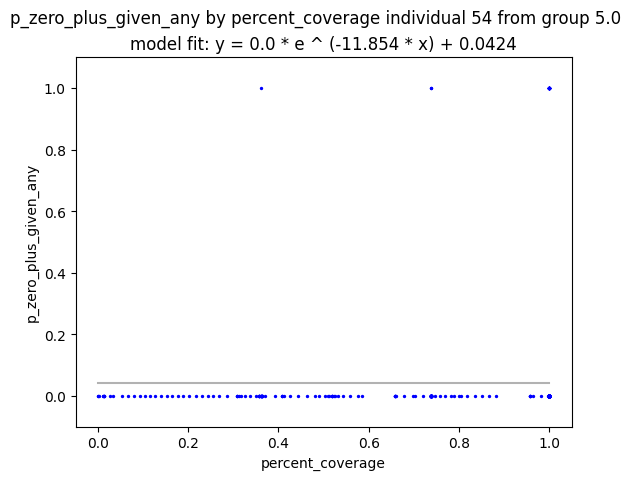 p_zero_plus_given_any by percent_coverage individual 54 from group 5.0
model fit: y = 0.0 * e ^ (-11.854 * x) + 0.0424
p_zero_plus_given_any
1.0
0.8
0.6
0.4
0.2
0.0
0.0 0.2 0.4 0.6 0.8 1.0
percent_coverage